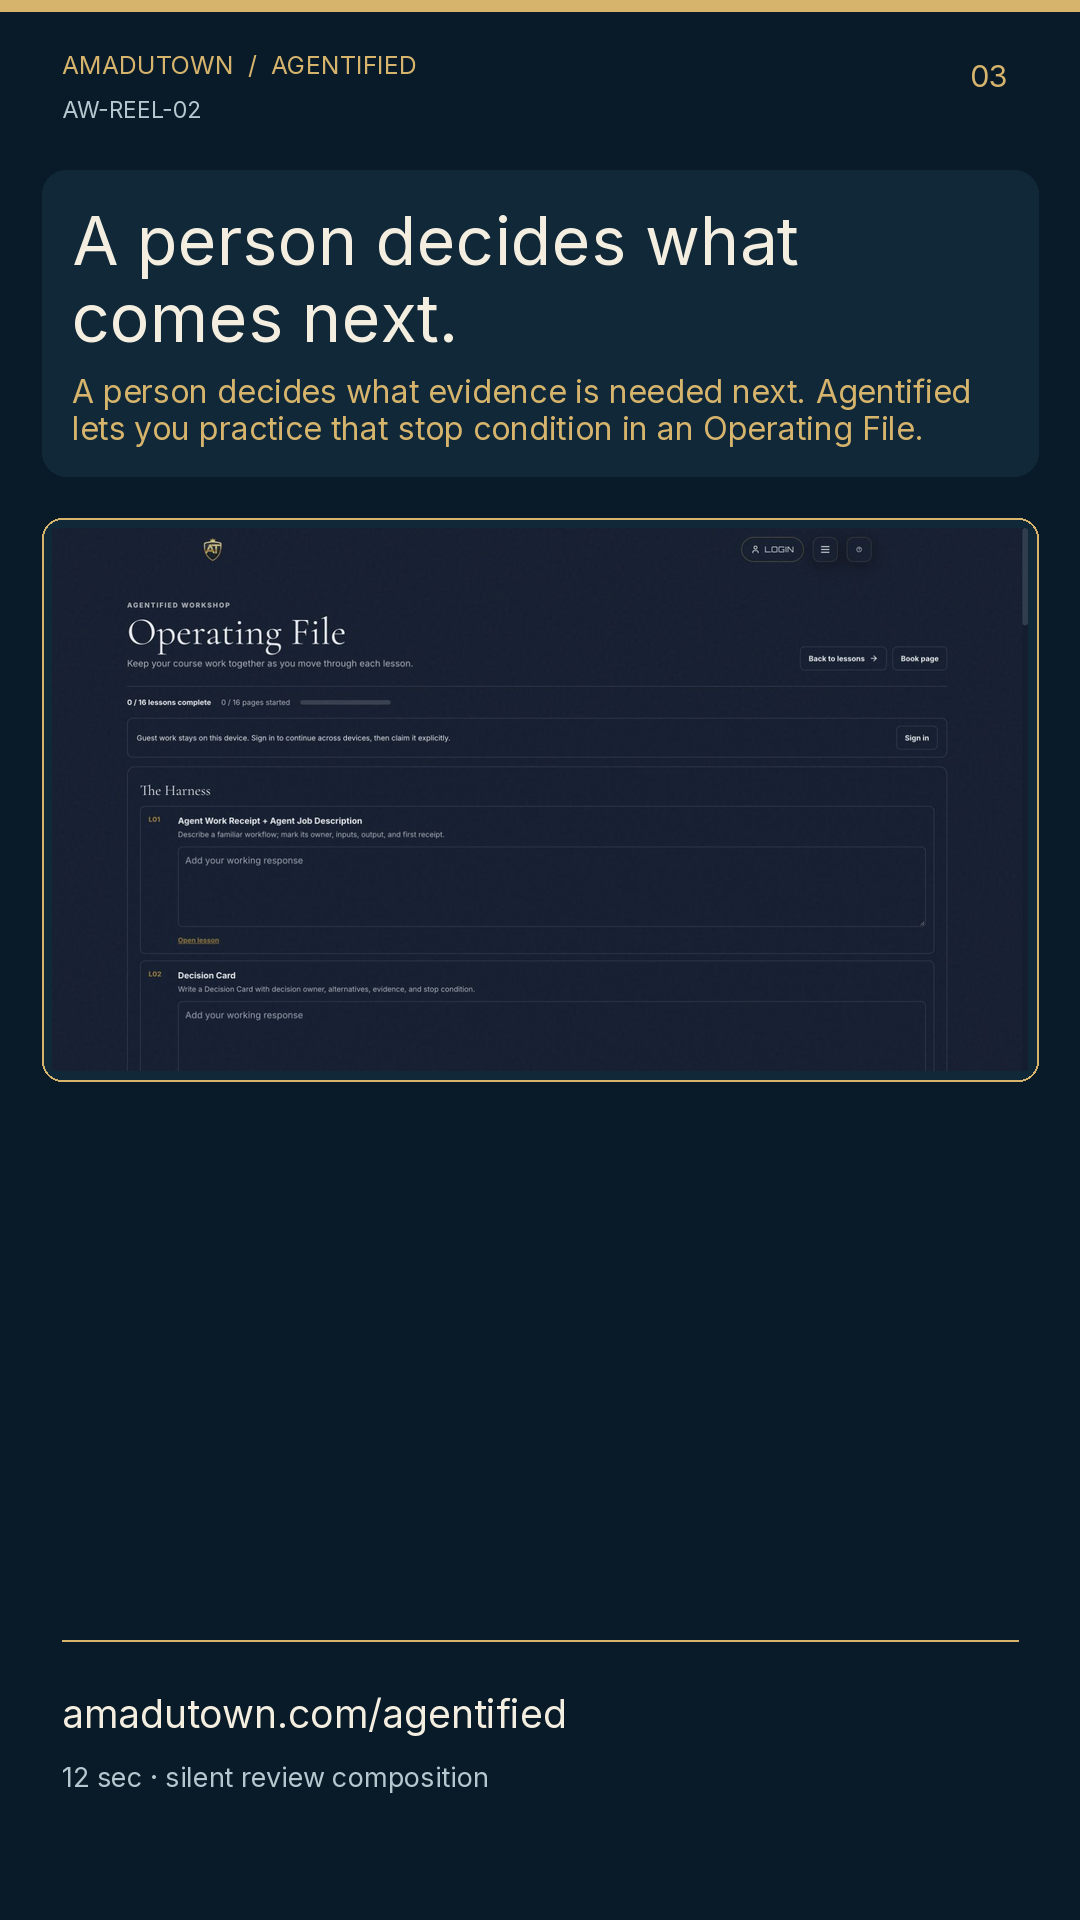 AMADUTOWN / AGENTIFIED
03
AW-REEL-02
A person decides what
comes next.
A person decides what evidence is needed next. Agentified
lets you practice that stop condition in an Operating File.
AT
LOGIN
AGENTIFIED WORKSHOP
Operating File
Keep your course work together as you move through each lesson.
Back to lessons →
Book page
0 / 16 lessons complete 0 / 16 pages started
Guest work stays on this device. Sign in to continue across devices, then claim it explicitly.
Sign in
The Harness
L01
Agent Work Receipt + Agent Job Description
Describe a familiar workflow; mark its owner, inputs, output, and first receipt.
Add your working response
Open lesson
L02
Decision Card
Write a Decision Card with decision owner, alternatives, evidence, and stop condition.
Add your working response
amadutown.com/agentified
12 sec · silent review composition